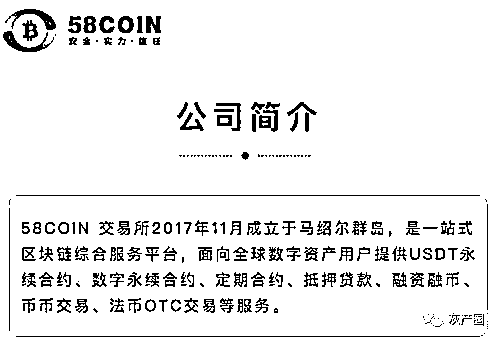 58COIN
安全·实力·信任
公司简介
58COIN 交易所2017年11月成立于马绍尔群岛，是一站式
区块链综合服务平台，面向全球数字资产用户提供USDT永
续合约、数字永续合约、定期合约、抵押贷款、融资融币、
币币交易、法币OTC交易等服务。
灰产圈